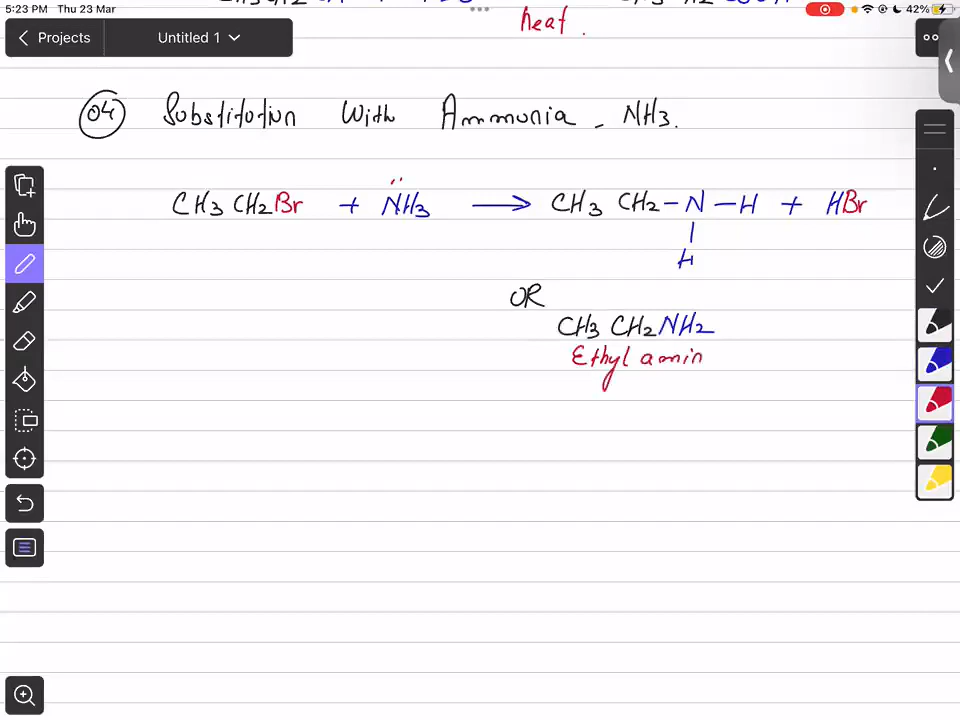 5:23 PM Thu 23 Mar
42%
heat.
Projects
Untitled 1
04 Substitution With Ammonia - NH3.
CH3 CH2Br + NH3 → CH3 CH2-N-H + HBr
H
OR
CH3 CH2NH2
Ethyl amin